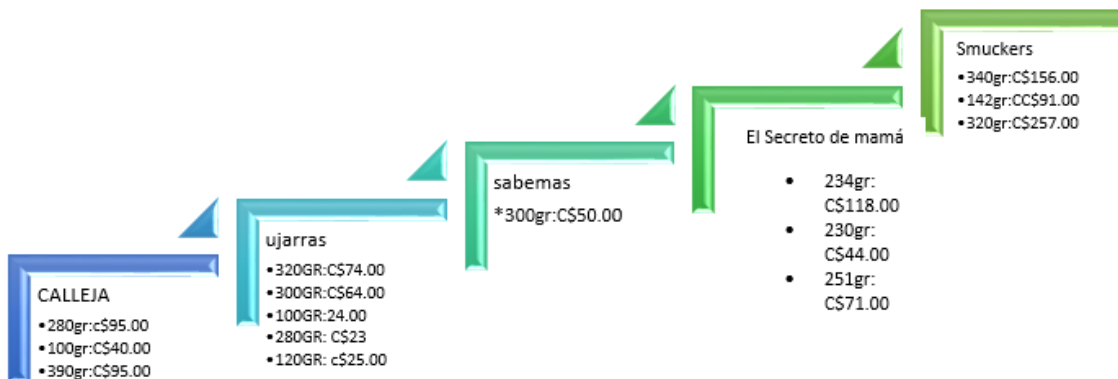 CALLEJA
•280gr:c$95.00
•100gr:C$40.00
•390gr:C$95.00
ujarras
•320GR:C$74.00
•300GR:C$64.00
•100GR:24.00
•280GR: C$23
•120GR: c$25.00
sabemas
*300gr:C$50.00
El Secreto de mamá
• 234gr:
C$118.00
• 230gr:
C$44.00
• 251gr:
C$71.00
Smuckers
•340gr:C$156.00
•142gr:CC$91.00
•320gr:C$257.00